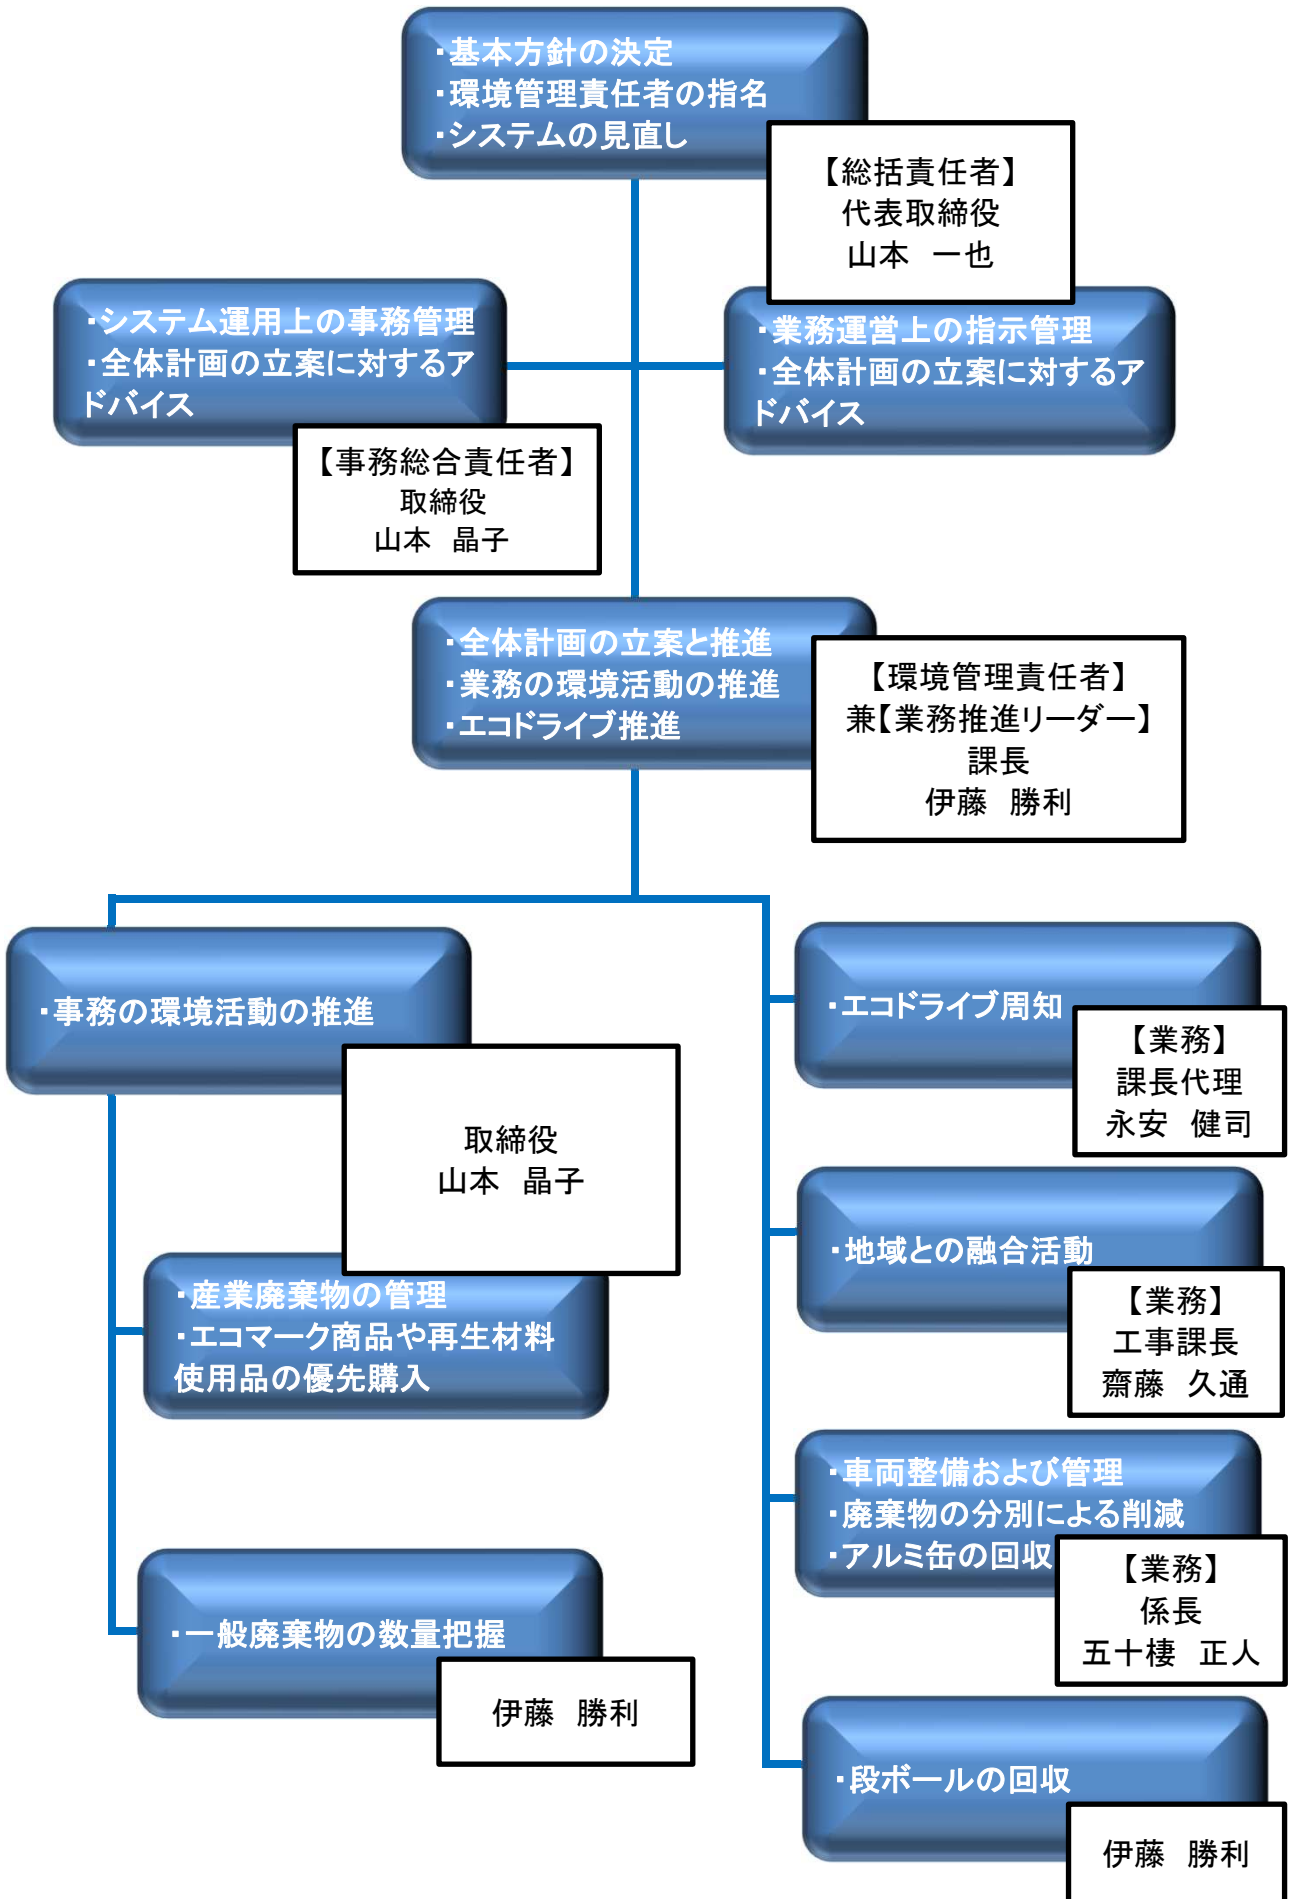 ・基本方針の決定
・環境管理責任者の指名
・システムの見直し
【総括責任者】
代表取締役
山本　一也
・システム運用上の事務管理
・全体計画の立案に対するア
ドバイス
【事務総合責任者】
取締役
山本　晶子
・業務運営上の指示管理
・全体計画の立案に対するア
ドバイス
・全体計画の立案と推進
・業務の環境活動の推進
・エコドライブ推進
【環境管理責任者】
兼【業務推進リーダー】
課長
伊藤　勝利
・事務の環境活動の推進
取締役
山本　晶子
・産業廃棄物の管理
・エコマーク商品や再生材料
使用品の優先購入
・一般廃棄物の数量把握
伊藤　勝利
・エコドライブ周知
【業務】
課長代理
永安　健司
・地域との融合活動
【業務】
工事課長
齋藤　久通
・車両整備および管理
・廃棄物の分別による削減
・アルミ缶の回収
【業務】
係長
五十棲　正人
・段ボールの回収
伊藤　勝利